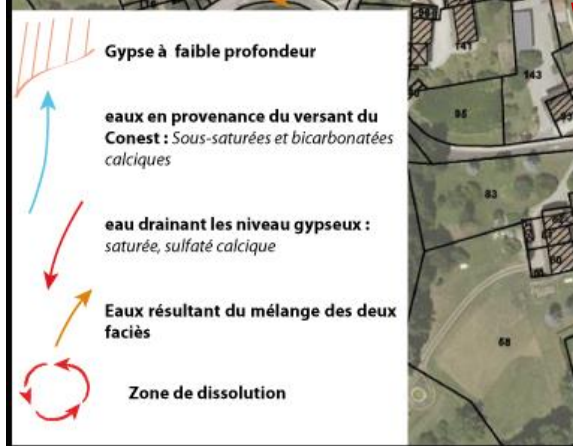 Gypse à faible profondeur
eaux en provenance du versant du
Conest : Sous-saturées et bicarbonatées
calciques
eau drainant les niveau gypseux :
saturée, sulfaté calcique
Eaux résultant du mélange des deux
faciès
Zone de dissolution
141
143
95
83
68